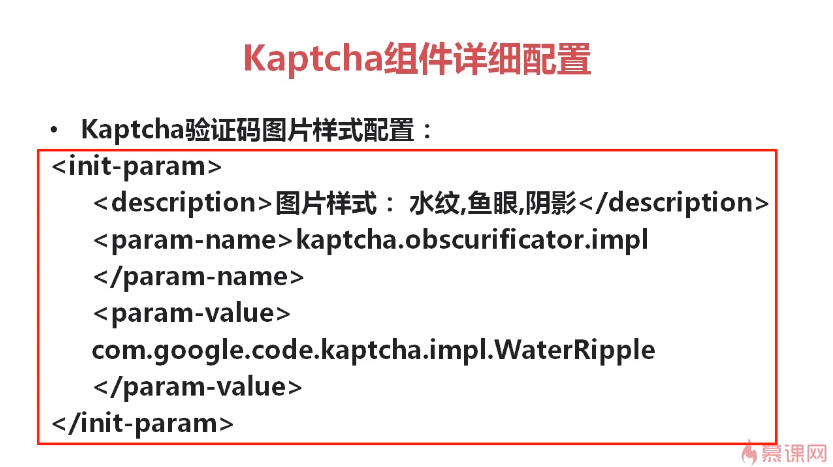 Kaptcha组件详细配置
• Kaptcha验证码图片样式配置：
<init-param>
<description>图片样式： 水纹,鱼眼,阴影</description>
<param-name>kaptcha.obscurificator.impl
</param-name>
<param-value>
com.google.code.kaptcha.impl.WaterRipple
</param-value>
</init-param>
慕课网